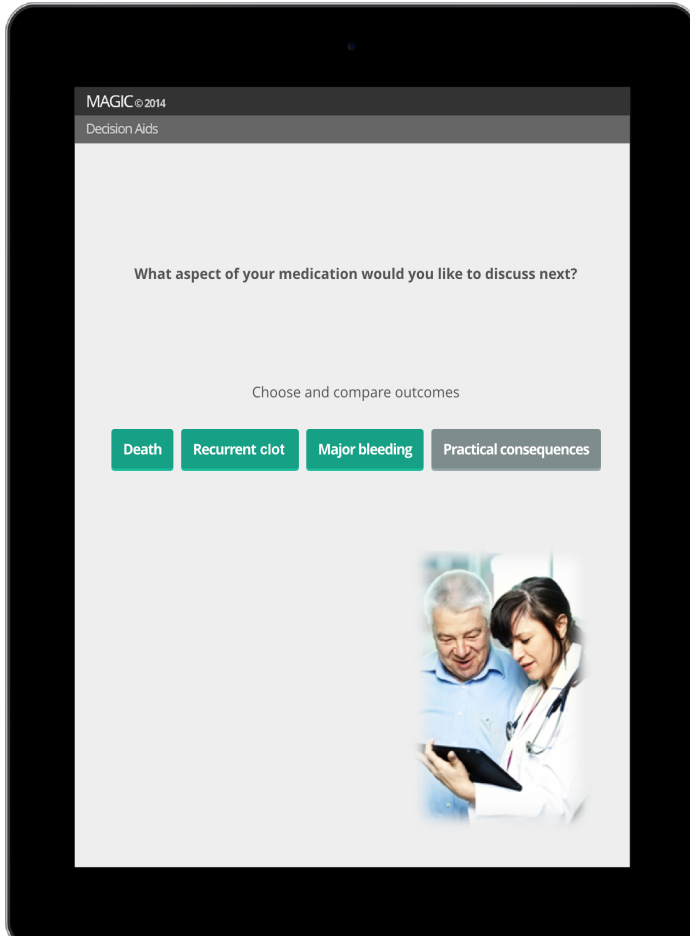 MAGIC © 2014
Decision Aids
What aspect of your medication would you like to discuss next?
Choose and compare outcomes
Death Recurrent clot Major bleeding Practical consequences